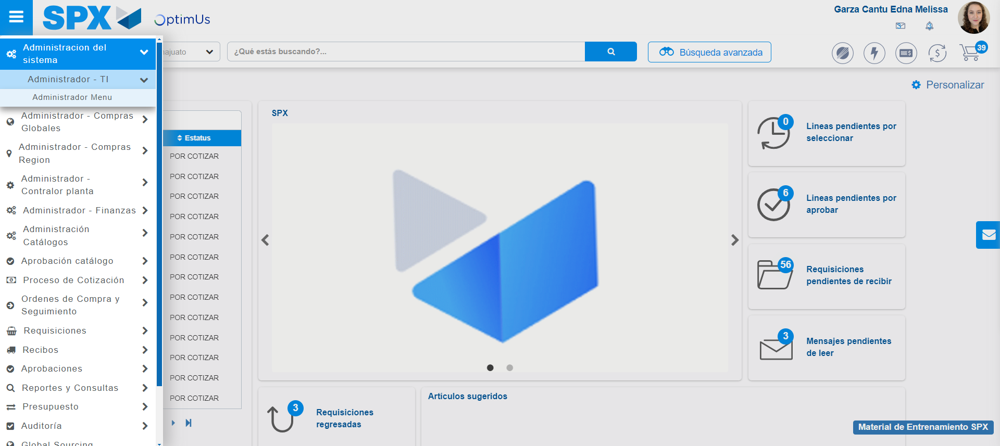 SPX
OptimUs
Garza Cantu Edna Melissa
Administracion del
sistema
Administrador - TI
Administrador Menu
Administrador - Compras
Globales
Administrador - Compras
Region
Administrador -
Contralor planta
Administrador - Finanzas
Administración
Catálogos
Aprobación catálogo
Proceso de Cotización
Ordenes de Compra y
Seguimiento
Requisiciones
Recibos
Aprobaciones
Reportes y Consultas
Presupuesto
Auditoría
Global Sourcing
¿Qué estás buscando?...
Búsqueda avanzada
39
Personalizar
Estatus
POR COTIZAR
POR COTIZAR
POR COTIZAR
POR COTIZAR
POR COTIZAR
POR COTIZAR
POR COTIZAR
POR COTIZAR
POR COTIZAR
POR COTIZAR
POR COTIZAR
POR COTIZAR
POR COTIZAR
SPX
0
Lineas pendientes por
seleccionar
6
Lineas pendientes por
aprobar
56
Requisiciones
pendientes de recibir
3
Mensajes pendientes
de leer
3
Requisiciones
regresadas
Artículos sugeridos
Material de Entrenamiento SPX